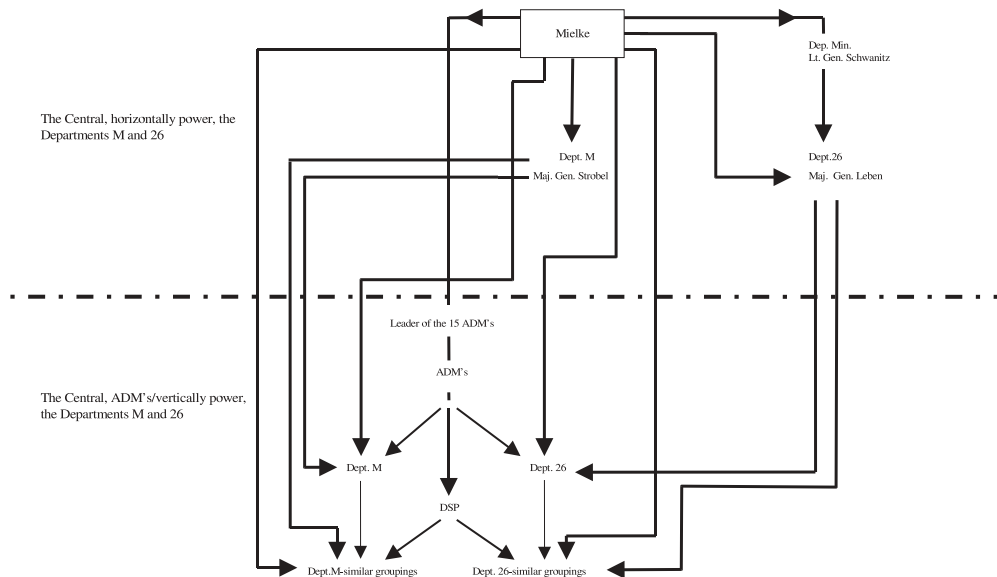 Mielke
Dep. Min.
Lt. Gen. Schwanitz
The Central, horizontally power, the
Departments M and 26
Dept. M
Maj. Gen. Strobel
Dept.26
Maj. Gen. Leben
Leader of the 15 ADM's
ADM's
The Central, ADM's/vertically power,
the Departments M and 26
Dept. M
Dept. 26
DSP
Dept.M-similar groupings
Dept. 26-similar groupings